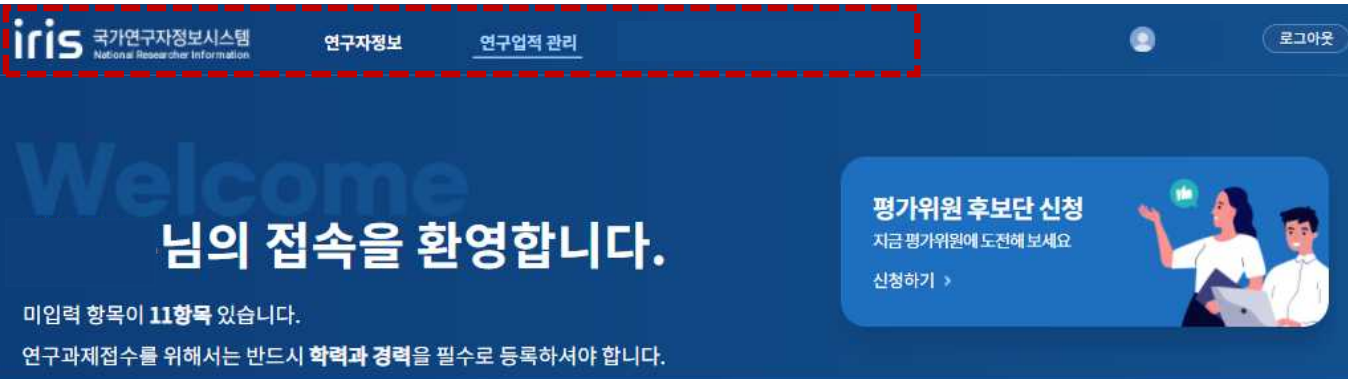 iris 국가연구자정보시스템
National Researcher Information
연구자정보
연구업적 관리
로그아웃
Welcome
님의 접속을 환영합니다.
미입력 항목이 11항목 있습니다.
연구과제접수를 위해서는 반드시 학력과 경력을 필수로 등록하셔야 합니다.
평가위원 후보단 신청
지금 평가위원에 도전해 보세요
신청하기 >